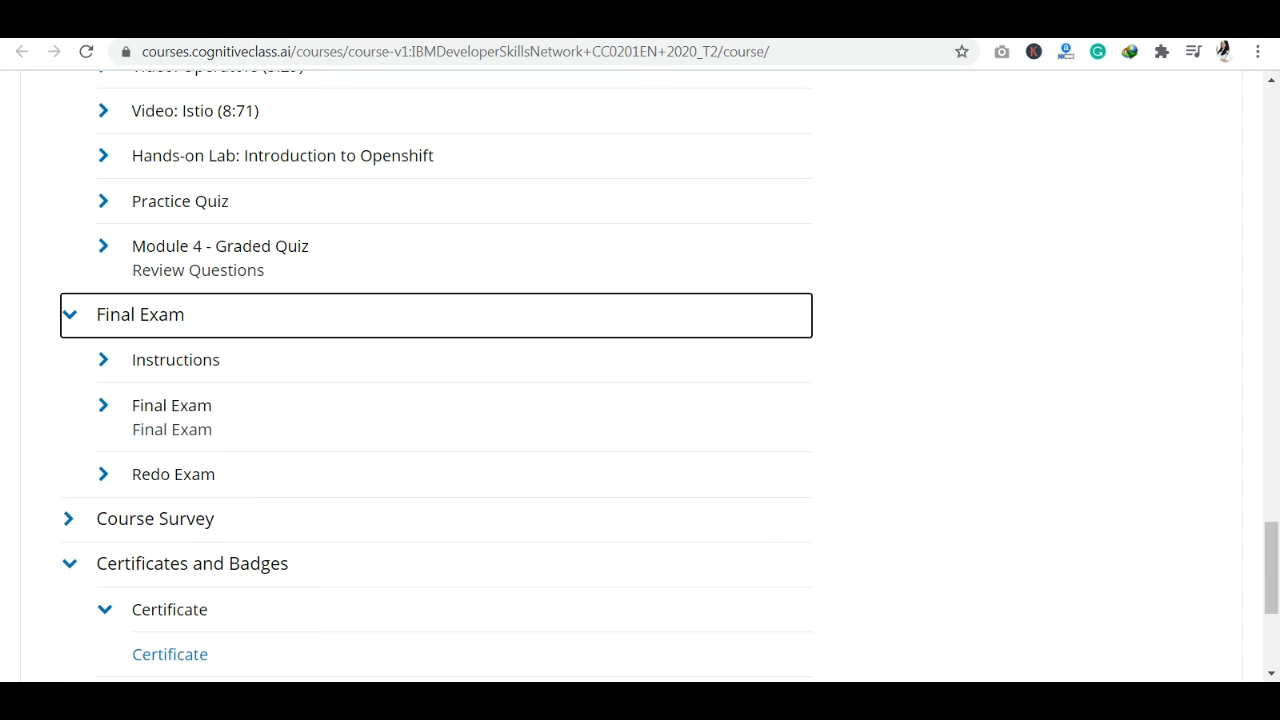 courses.cognitiveclass.ai/courses/course-v1:IBMDeveloperSkillsNetwork+CC0201EN+2020_T2/course/
Video: Istio (8:71)
Hands-on Lab: Introduction to Openshift
Practice Quiz
Module 4 - Graded Quiz
Review Questions
Final Exam
Instructions
Final Exam
Final Exam
Redo Exam
Course Survey
Certificates and Badges
Certificate
Certificate